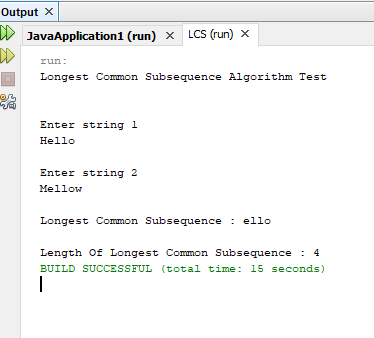 Output
JavaApplication1 (run)
LCS (run)
run:
Longest Common Subsequence Algorithm Test
Enter string 1
Hello
Enter string 2
Mellow
Longest Common Subsequence : ello
Length Of Longest Common Subsequence : 4
BUILD SUCCESSFUL (total time: 15 seconds)